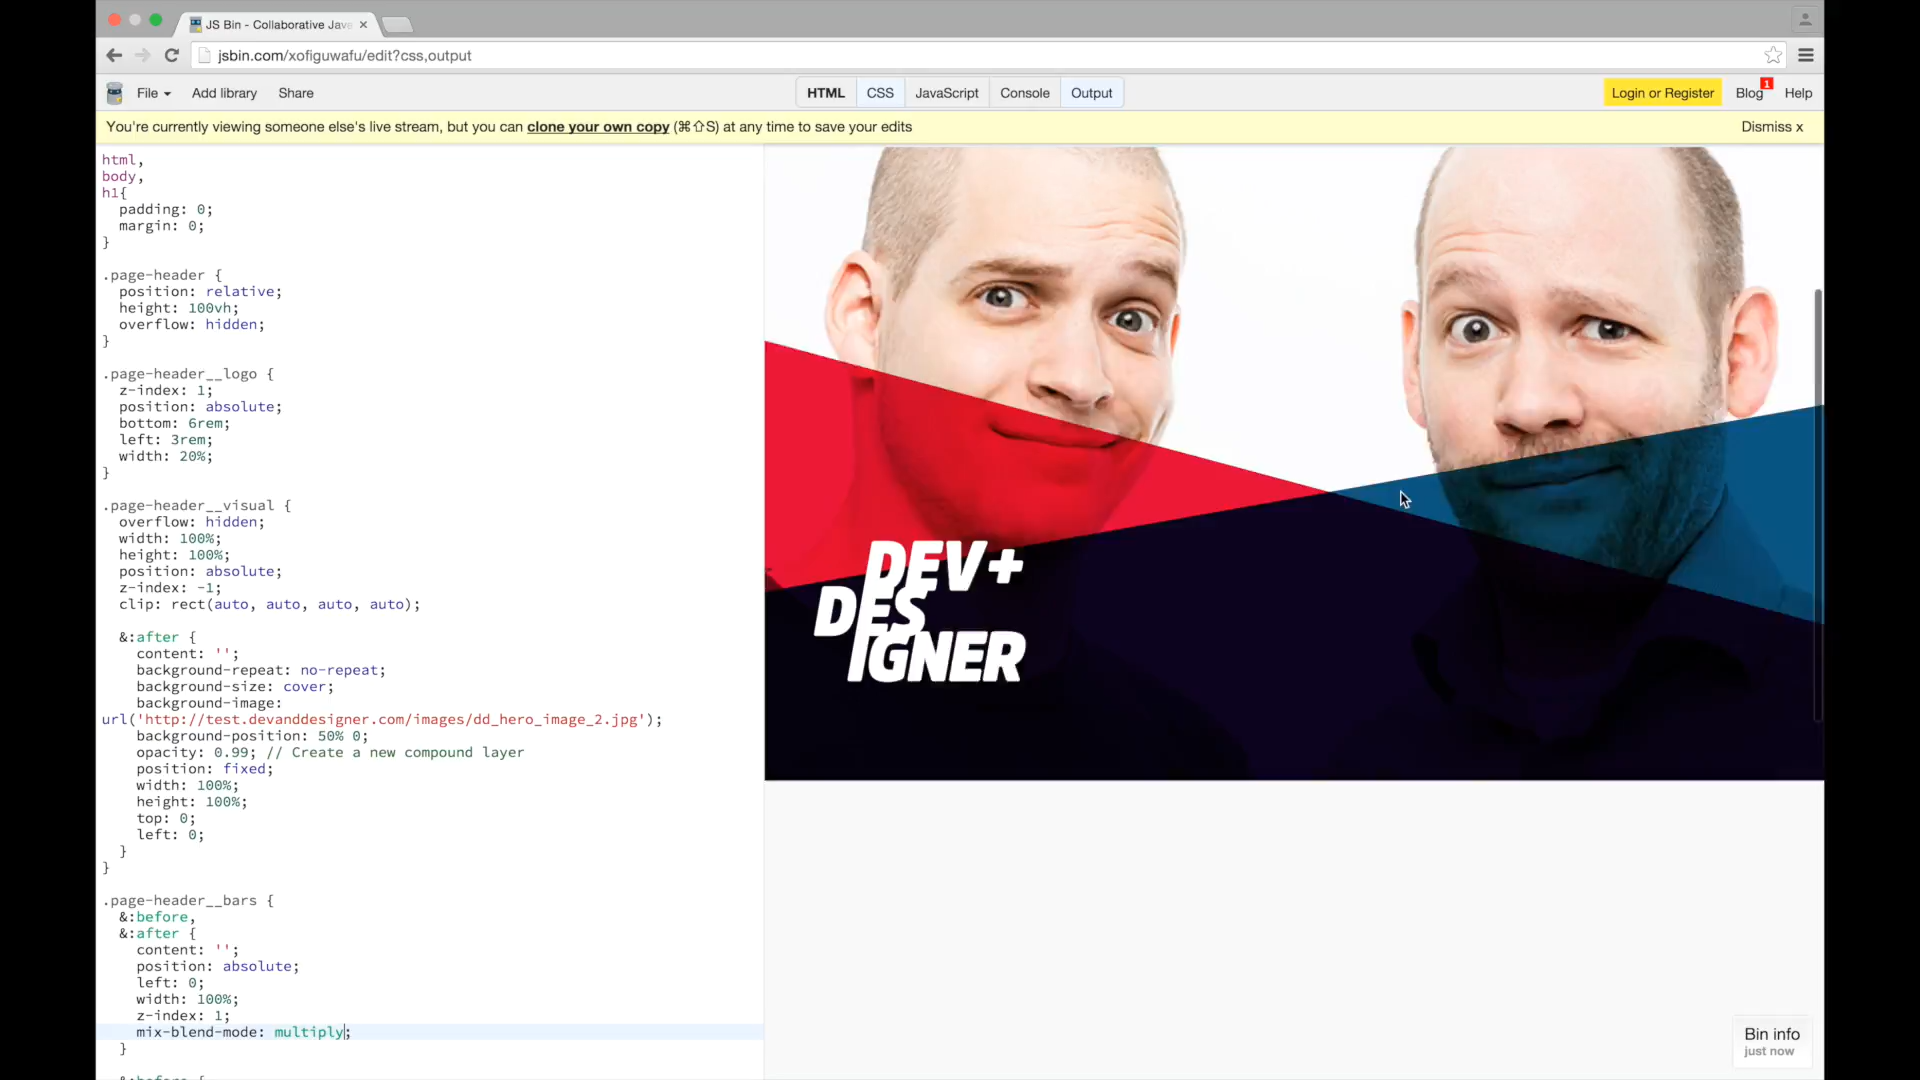 JS Bin - Collaborative Jav
jsbin.com/xofiguwafu/edit?css,output
File Add library Share HTML CSS JavaScript Console Output Login or Register Blog 1 Help
You're currently viewing someone else's live stream, but you can clone your own copy (⌘⇧S) at any time to save your edits Dismiss x
html,
body,
h1{
padding: 0;
margin: 0;
}
.page-header {
position: relative;
height: 100vh;
overflow: hidden;
}
.page-header__logo {
z-index: 1;
position: absolute;
bottom: 6rem;
left: 3rem;
width: 20%;
}
.page-header__visual {
overflow: hidden;
width: 100%;
height: 100%;
position: absolute;
z-index: -1;
clip: rect(auto, auto, auto, auto);
&:after {
content: '';
background-repeat: no-repeat;
background-size: cover;
background-image:
url('http://test.devanddesigner.com/images/dd_hero_image_2.jpg');
background-position: 50% 0;
opacity: 0.99; // Create a new compound layer
position: fixed;
width: 100%;
height: 100%;
top: 0;
left: 0;
}
}
.page-header__bars {
&:before,
&:after {
content: '';
position: absolute;
left: 0;
width: 100%;
z-index: 1;
mix-blend-mode: multiply;
}
&:before {
DEV+
DES
IGNER
Bin info
just now